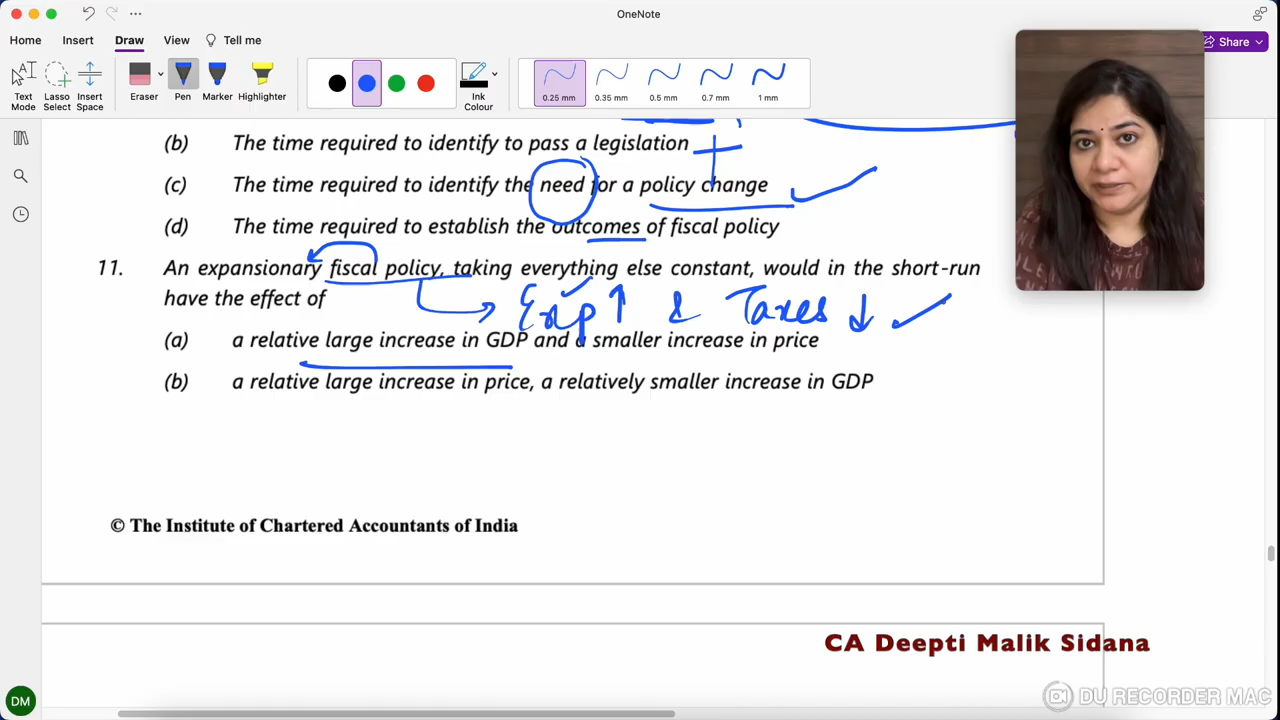 OneNote
Home Insert Draw View Tell me
Share
Text Mode
Lasso Select
Insert Space
Eraser
Pen
Marker
Highlighter
Ink Colour
0.25 mm 0.35 mm 0.5 mm 0.7 mm 1 mm
(b) The time required to identify to pass a legislation
(c) The time required to identify the need for a policy change
(d) The time required to establish the outcomes of fiscal policy
11. An expansionary fiscal policy, taking everything else constant, would in the short-run
have the effect of
Exp ↑ & Taxes ↓
(a) a relative large increase in GDP and a smaller increase in price
(b) a relative large increase in price, a relatively smaller increase in GDP
© The Institute of Chartered Accountants of India
CA Deepti Malik Sidana
DM
DU RECORDER MAC